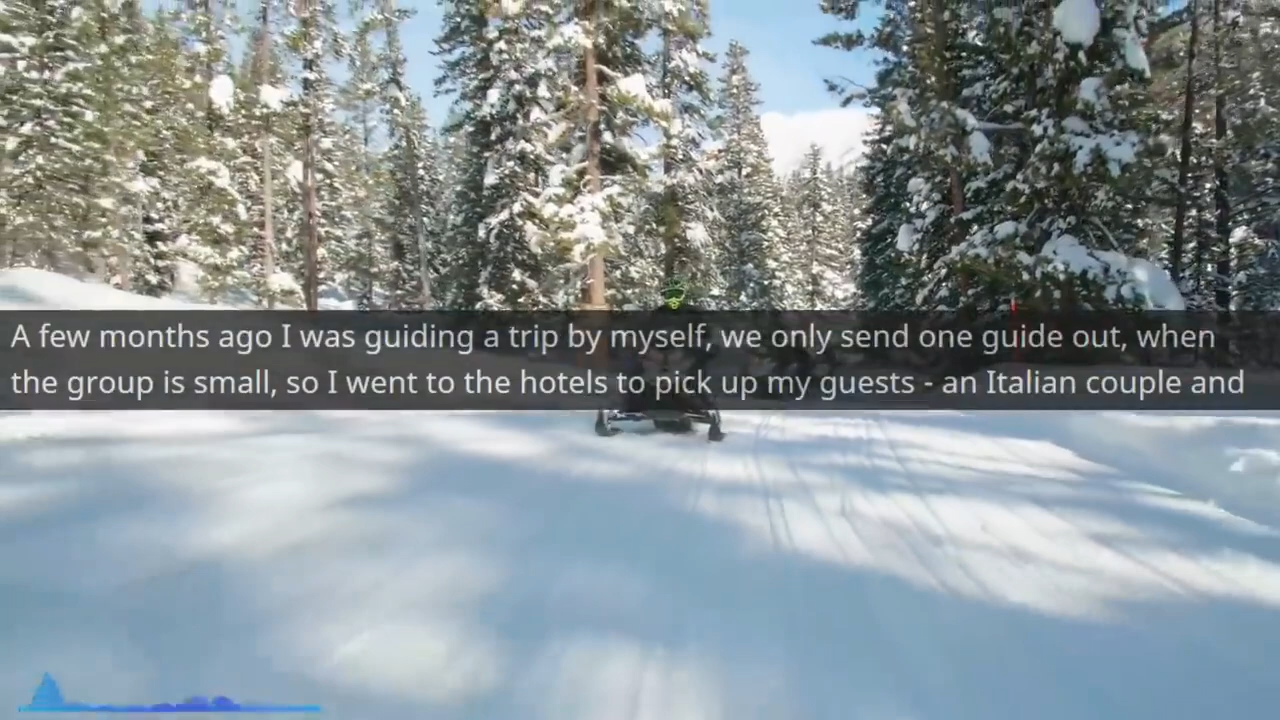 A few months ago I was guiding a trip by myself, we only send one guide out, when
the group is small, so I went to the hotels to pick up my guests - an Italian couple and